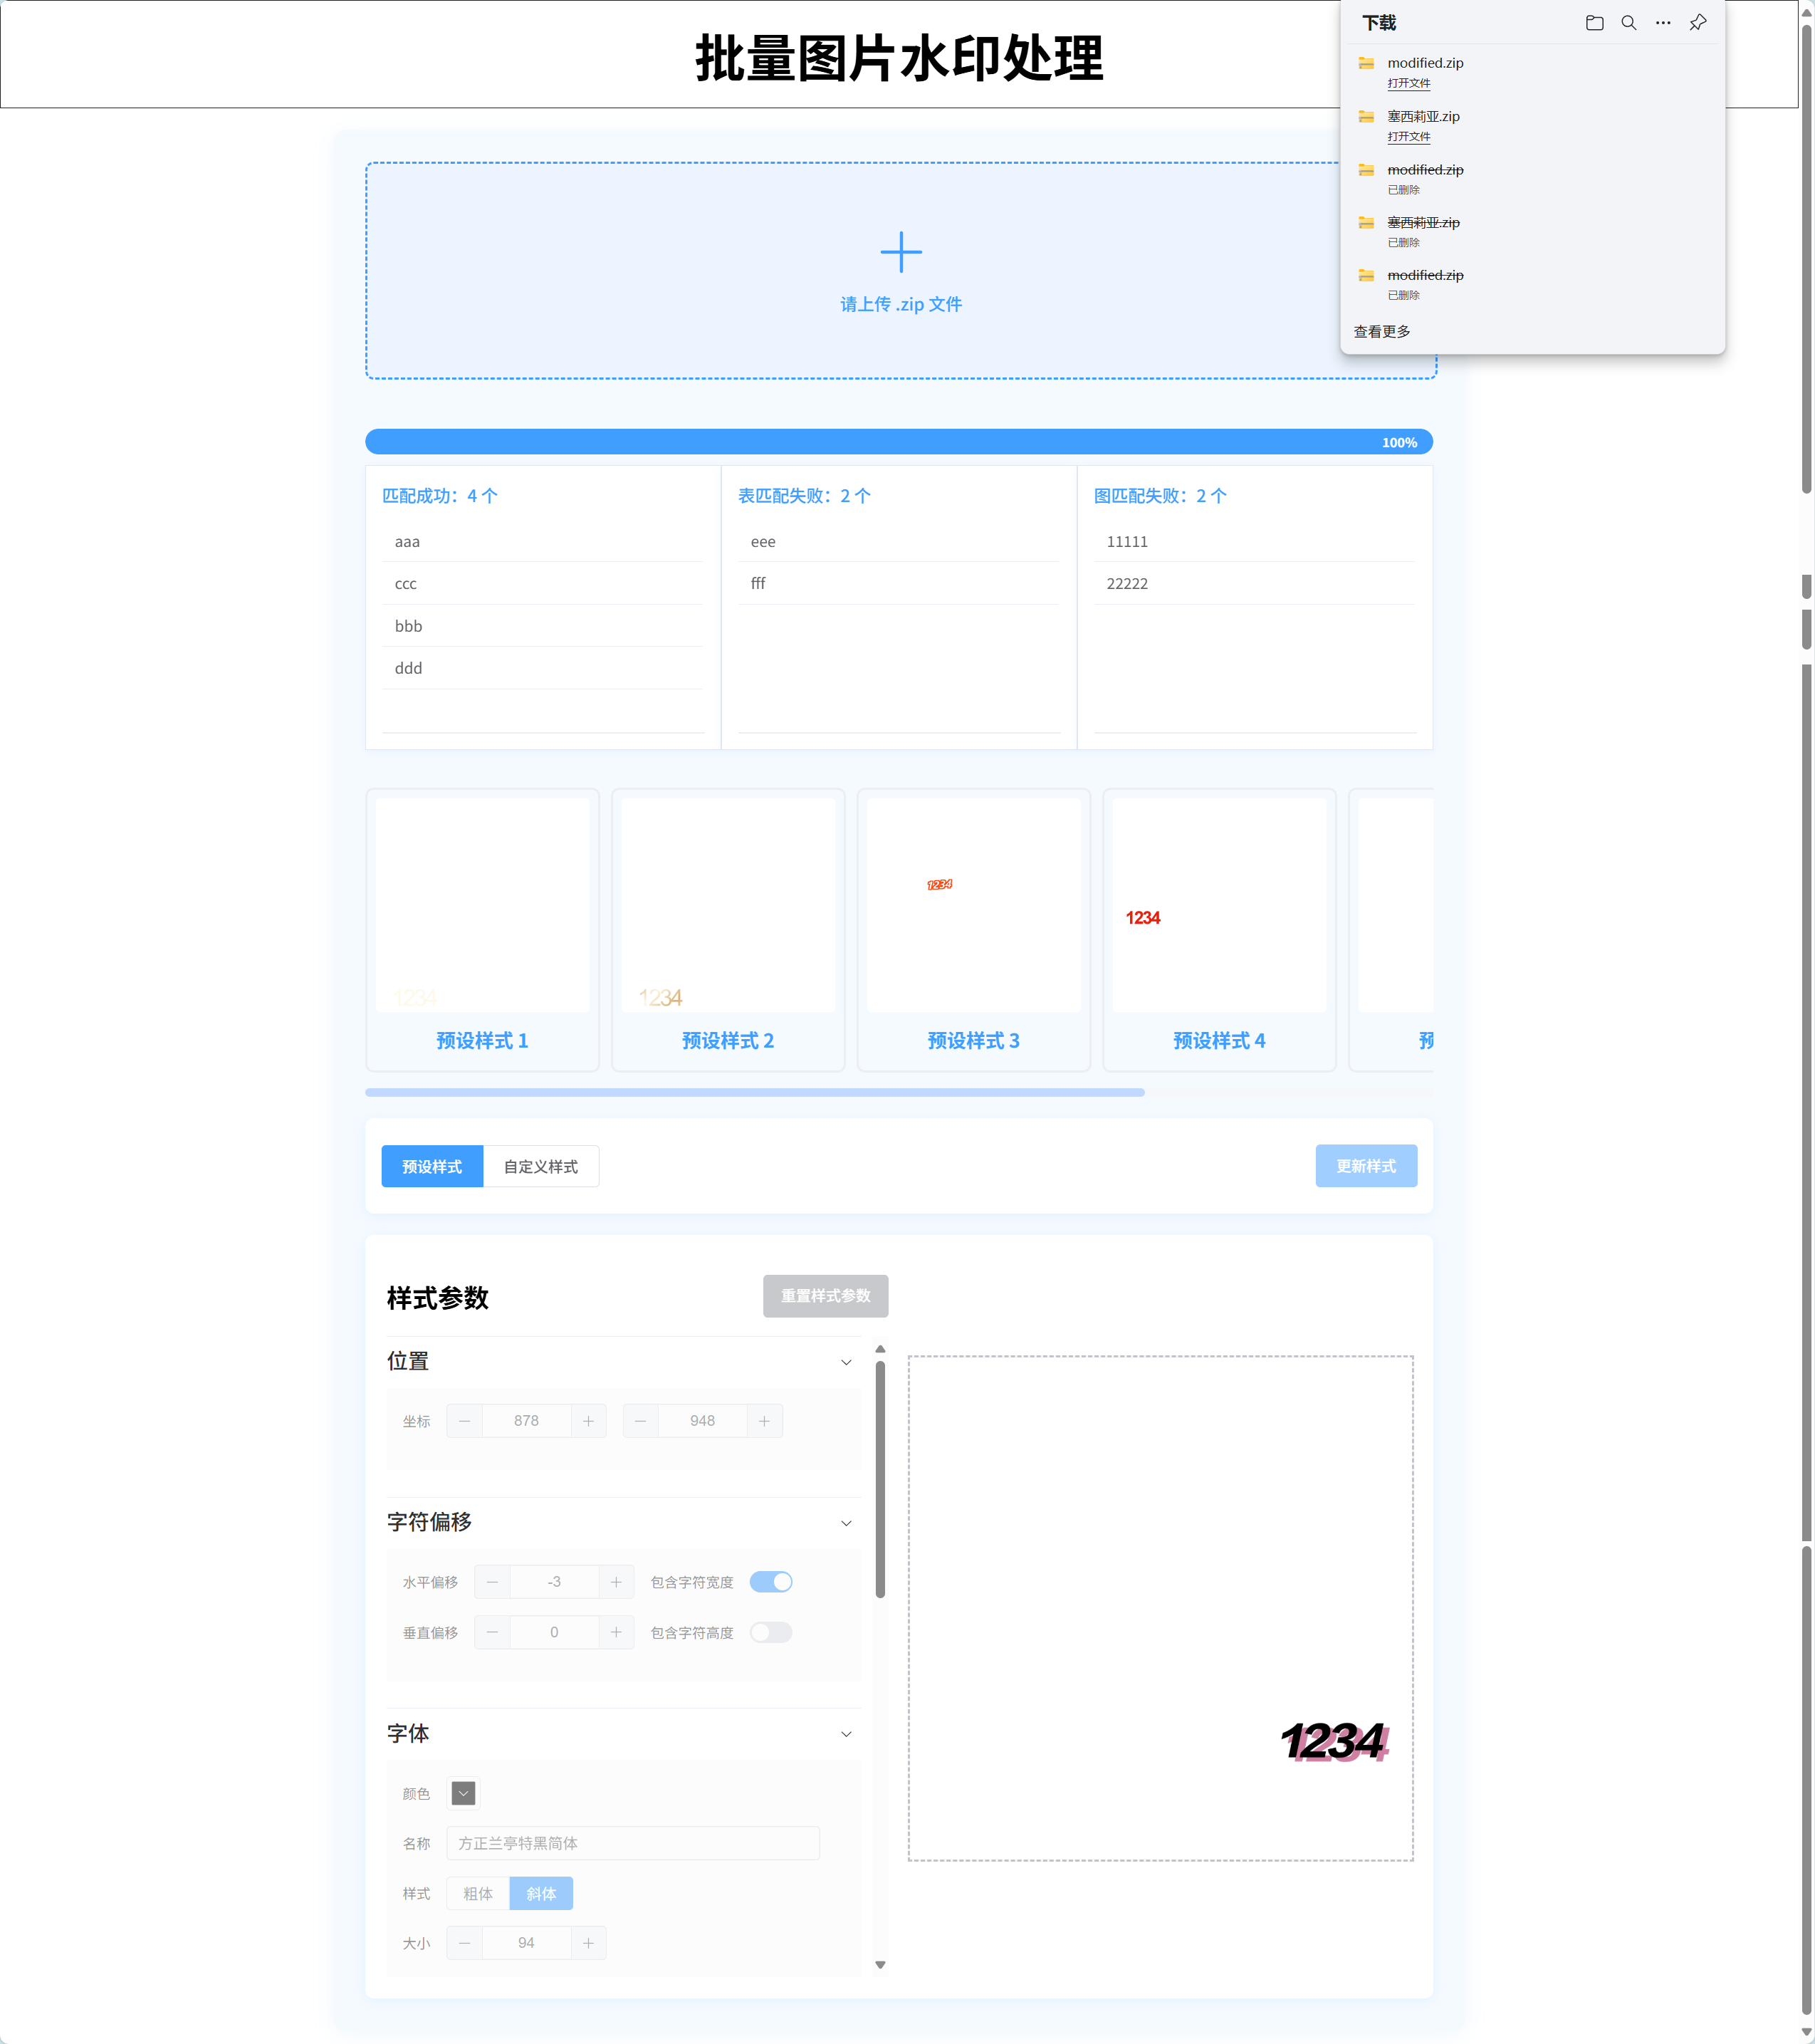 批量图片水印处理
下载
modified.zip
打开文件
塞西莉亚.zip
打开文件
modified.zip
已删除
塞西莉亚.zip
已删除
modified.zip
已删除
查看更多
请上传 .zip 文件
100%
匹配成功：4 个
aaa
ccc
bbb
ddd
表匹配失败：2 个
eee
fff
图匹配失败：2 个
11111
22222
1234
预设样式 1
1234
预设样式 2
1234
预设样式 3
1234
预设样式 4
预
预设样式 自定义样式 更新样式
样式参数 重置样式参数
位置
坐标 878 948
字符偏移
水平偏移 -3 包含字符宽度
垂直偏移 0 包含字符高度
字体
颜色
名称 方正兰亭特黑简体
样式 粗体 斜体
大小 94
1234